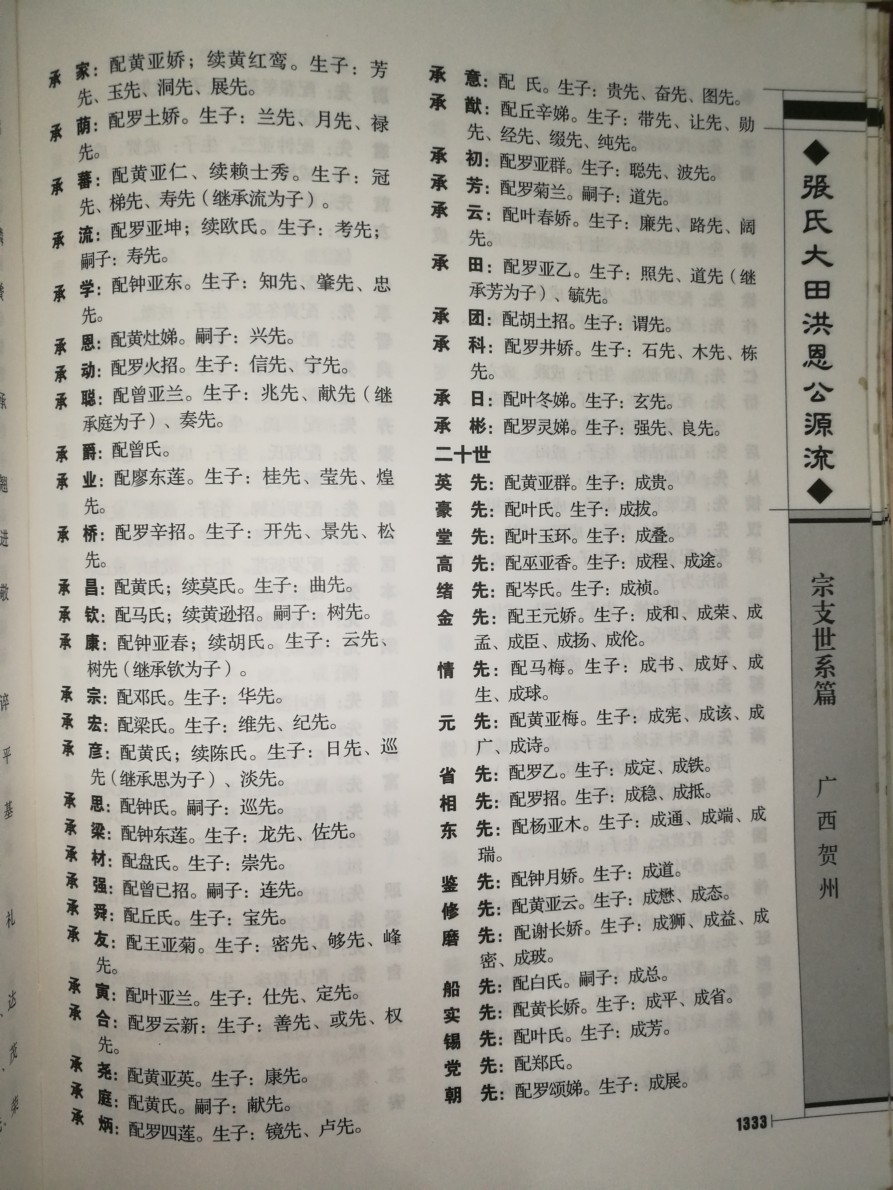 承 家：配黄亚娇；续黄红鸾。生子：芳
先、玉先、洞先、展先。
承 荫：配罗土娇。生子：兰先、月先、禄
先。
承 蕃：配黄亚仁、续赖士秀。生子：冠
先、梯先、寿先（继承流为子）。
承 流：配罗亚坤；续欧氏。生子：考先；
嗣子：寿先。
承 学：配钟亚东。生子：知先、肇先、忠
先。
承 恩：配黄灶娣。嗣子：兴先。
承 动：配罗火招。生子：信先、宁先。
承 聪：配曾亚兰。生子：兆先、献先（继
承庭为子）、奏先。
承 爵：配曾氏。
承 业：配廖东莲。生子：桂先、莹先、煌
先。
承 桥：配罗辛招。生子：开先、景先、松
先。
承 昌：配黄氏；续莫氏。生子：曲先。
承 钦：配马氏；续黄逊招。嗣子：树先。
承 康：配钟亚春；续胡氏。生子：云先、
树先（继承钦为子）。
承 宗：配邓氏。生子：华先。
承 宏：配梁氏。生子：维先、纪先。
承 彦：配黄氏；续陈氏。生子：日先、巡
先（继承思为子）、淡先。
承 思：配钟氏。嗣子：巡先。
承 梁：配钟东莲。生子：龙先、佐先。
承 材：配盘氏。生子：崇先。
承 强：配曾已招。嗣子：连先。
承 舜：配丘氏。生子：宝先。
承 友：配王亚菊。生子：密先、够先、峰
先。
承 寅：配叶亚兰。生子：仕先、定先。
承 合：配罗云新：生子：善先、或先、权
先。
承 尧：配黄亚英。生子：康先。
承 庭：配黄氏。嗣子：献先。
承 炳：配罗四莲。生子：镜先、卢先。
承 意：配 氏。生子：贵先、奋先、图先。
承 猷：配丘辛娣。生子：带先、让先、勋
先、经先、缀先、纯先。
承 初：配罗亚群。生子：聪先、波先。
承 芳：配罗菊兰。嗣子：道先。
承 云：配叶春娇。生子：廉先、路先、阔
先。
承 田：配罗亚乙。生子：照先、道先（继
承芳为子）、毓先。
承 团：配胡土招。生子：谓先。
承 科：配罗井娇。生子：石先、木先、栋
先。
承 日：配叶冬娣。生子：玄先。
承 彬：配罗灵娣。生子：强先、良先。
二十世
英 先：配黄亚群。生子：成贵。
豪 先：配叶氏。生子：成拔。
堂 先：配叶玉环。生子：成叠。
高 先：配巫亚香。生子：成程、成途。
绪 先：配岑氏。生子：成桢。
金 先：配王元娇。生子：成和、成荣、成
孟、成臣、成扬、成伦。
情 先：配马梅。生子：成书、成好、成
生、成球。
元 先：配黄亚梅。生子：成宪、成该、成
广、成诗。
省 先：配罗乙。生子：成定、成铁。
相 先：配罗招。生子：成稳、成抵。
东 先：配杨亚木。生子：成通、成端、成
瑞。
鉴 先：配钟月娇。生子：成道。
修 先：配黄亚云。生子：成懋、成态。
磨 先：配谢长娇。生子：成狮、成益、成
密、成玻。
船 先：配白氏。嗣子：成总。
实 先：配黄长娇。生子：成平、成省。
锡 先：配叶氏。生子：成芳。
党 先：配郑氏。
朝 先：配罗颂娣。生子：成展。
◆張氏大田洪恩公源流◆
宗支世系篇
广西贺州
1333